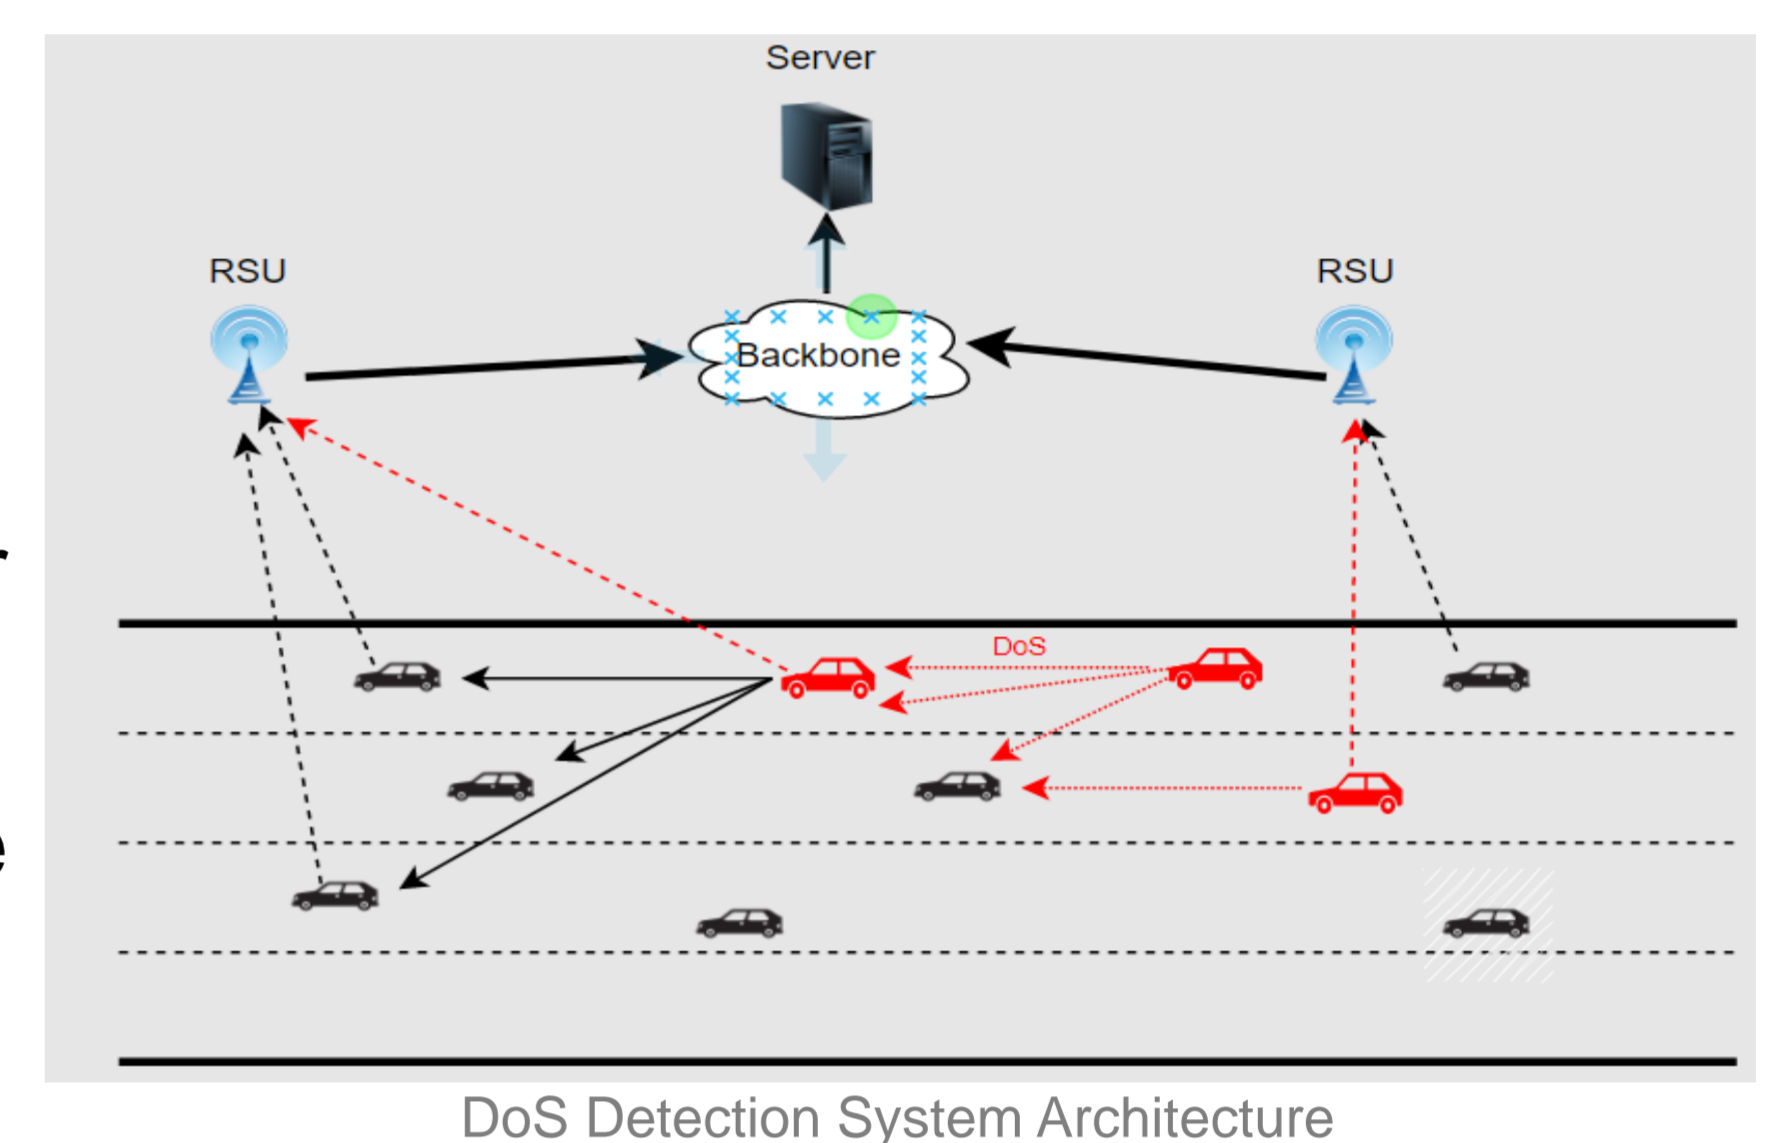 Server
RSU
RSU
Backbone
DoS
DoS Detection System Architecture